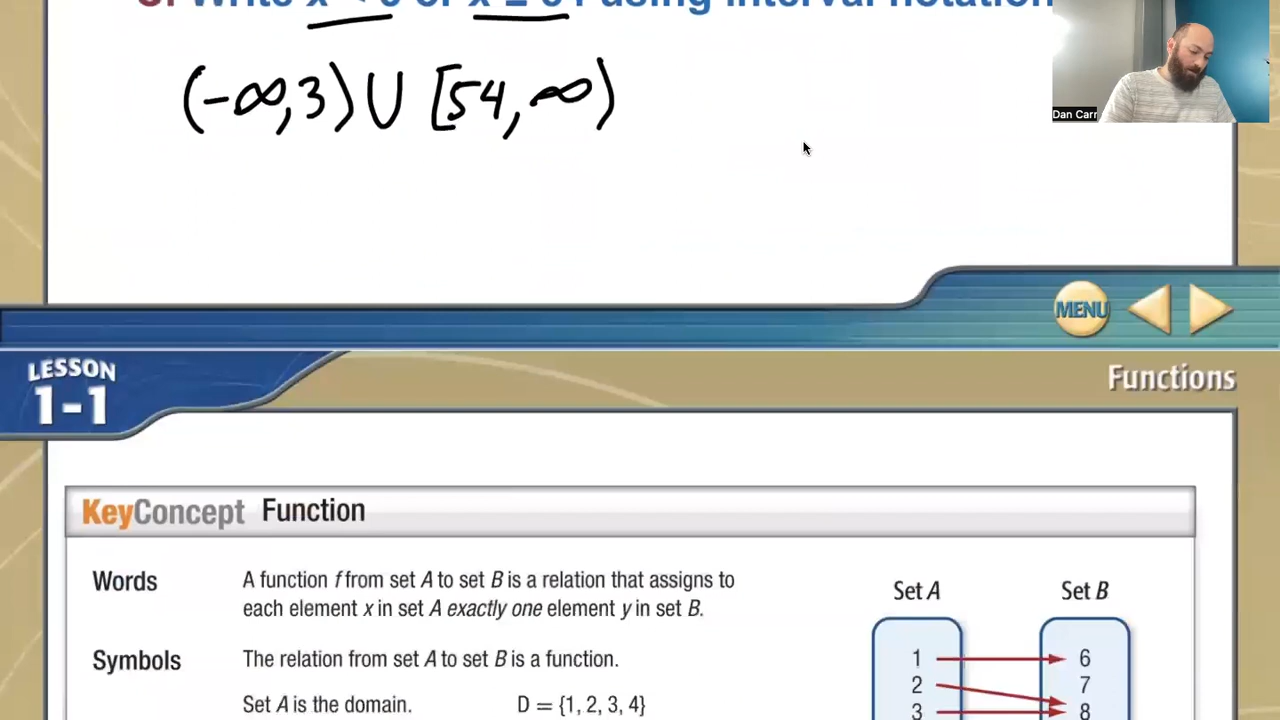 (-∞,3) ∪ [54,∞)
Dan Carr
MENU
LESSON
1-1
Functions
KeyConcept Function
Words
A function f from set A to set B is a relation that assigns to
each element x in set A exactly one element y in set B.
Set A
Set B
Symbols
The relation from set A to set B is a function.
1
6
2
7
3
8
Set A is the domain.
D = {1, 2, 3, 4}